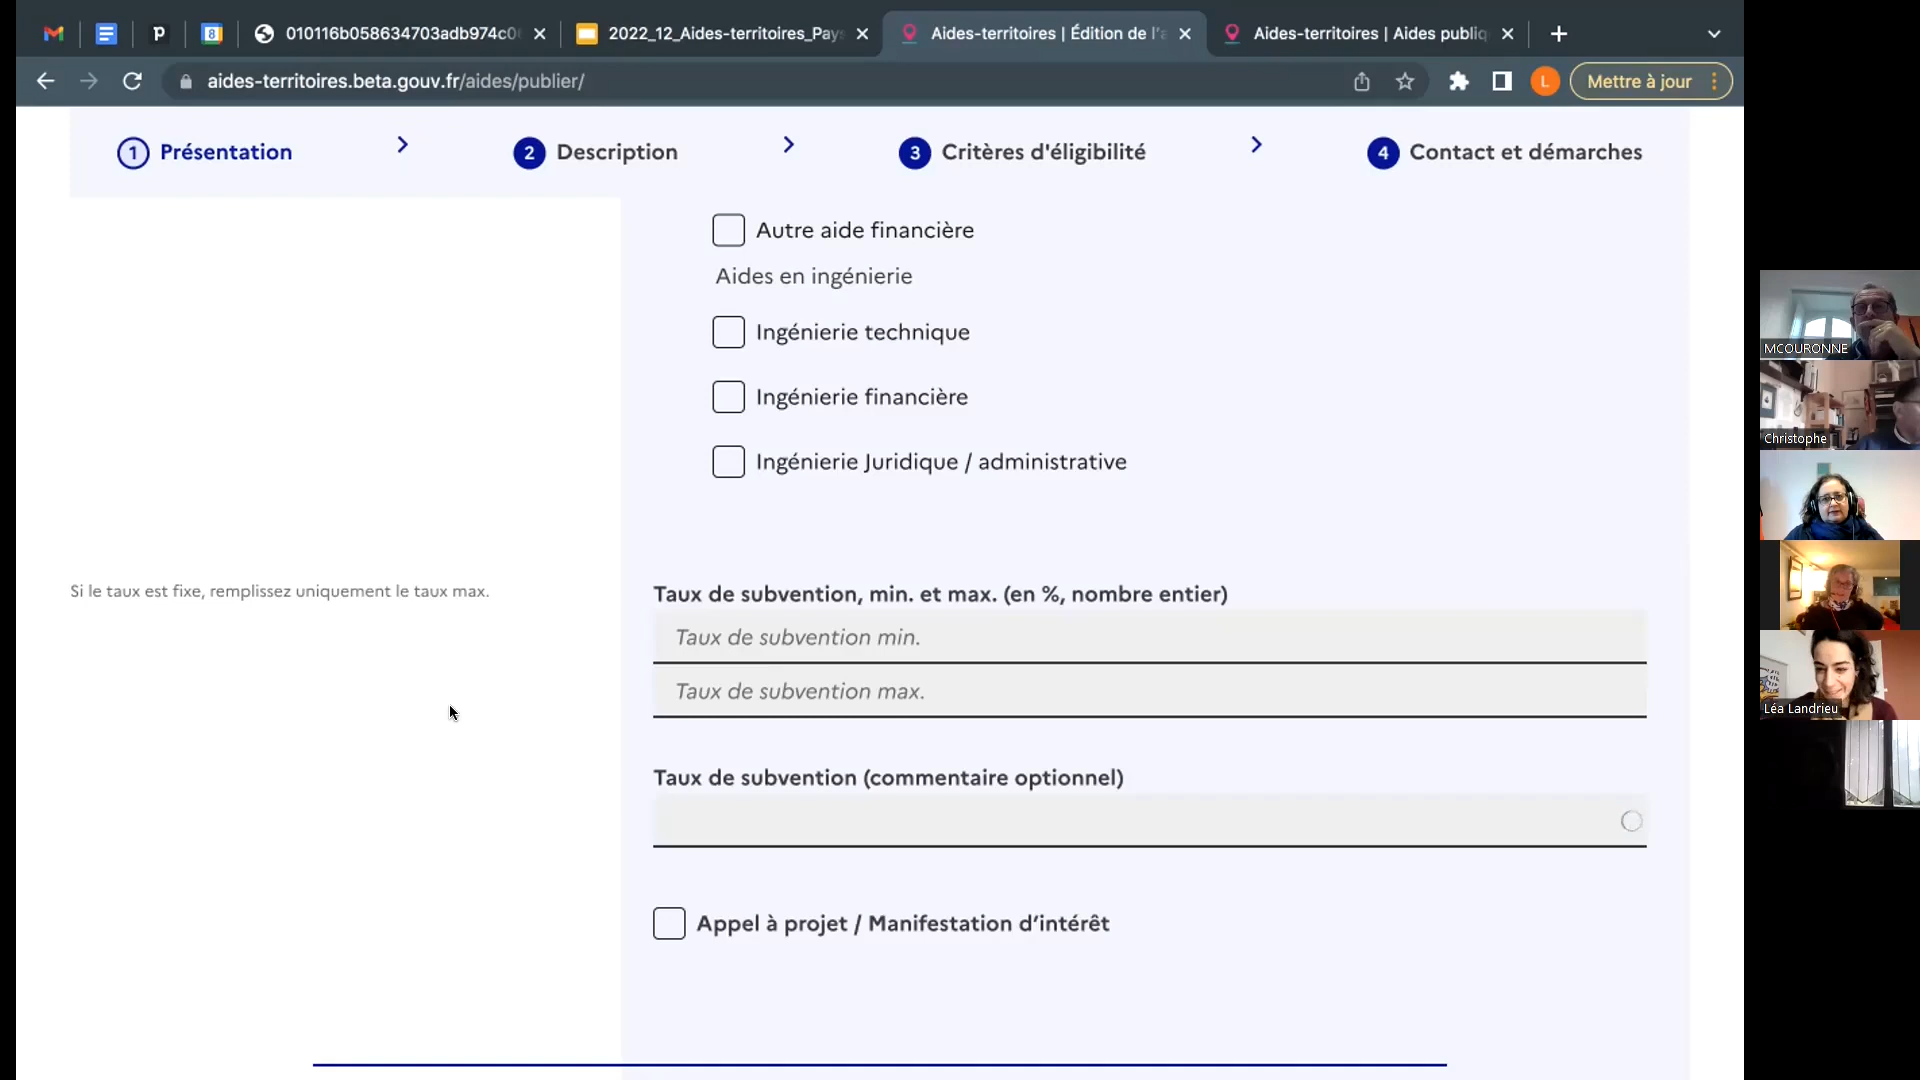 8
010116b058634703adb974c0
2022_12_Aides-territoires_Pays
Aides-territoires | Édition de l'a
Aides-territoires | Aides publiq
aides-territoires.beta.gouv.fr/aides/publier/
L
Mettre à jour
1 Présentation
2 Description
3 Critères d'éligibilité
4 Contact et démarches
Autre aide financière
Aides en ingénierie
Ingénierie technique
Ingénierie financière
Ingénierie Juridique / administrative
Si le taux est fixe, remplissez uniquement le taux max.
Taux de subvention, min. et max. (en %, nombre entier)
Taux de subvention min.
Taux de subvention max.
Taux de subvention (commentaire optionnel)
Appel à projet / Manifestation d’intérêt
MCOURONNE
Christophe
Léa Landrieu